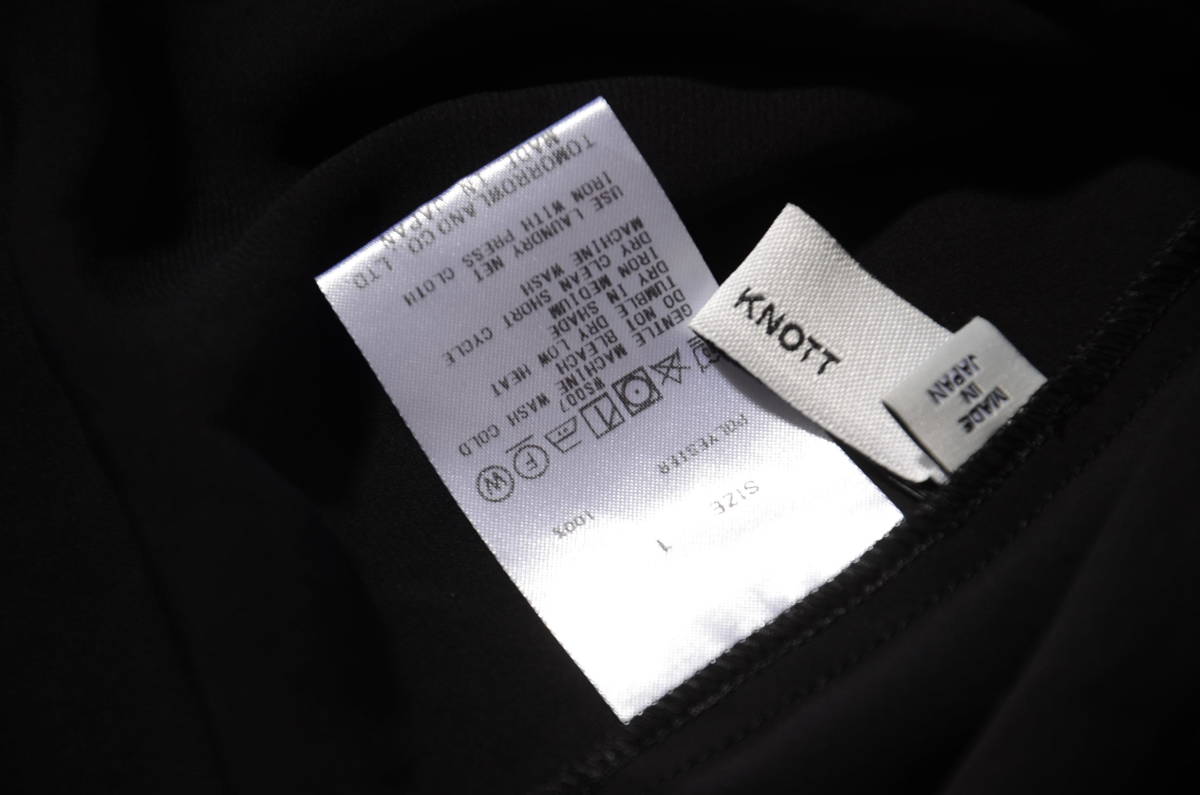 SIZE 1
POLYESTER 100%
W F
#S007
GENTLE MACHINE WASH COLD
DO NOT BLEACH
TUMBLE DRY LOW HEAT
DRY IN SHADE
IRON MEDIUM
DRY CLEAN SHORT CYCLE
MACHINE WASH
USE LAUNDRY NET
IRON WITH PRESS CLOTH
TOMORROWLAND CO.,LTD
MADE IN JAPAN
KNOTT
MADE
IN
JAPAN